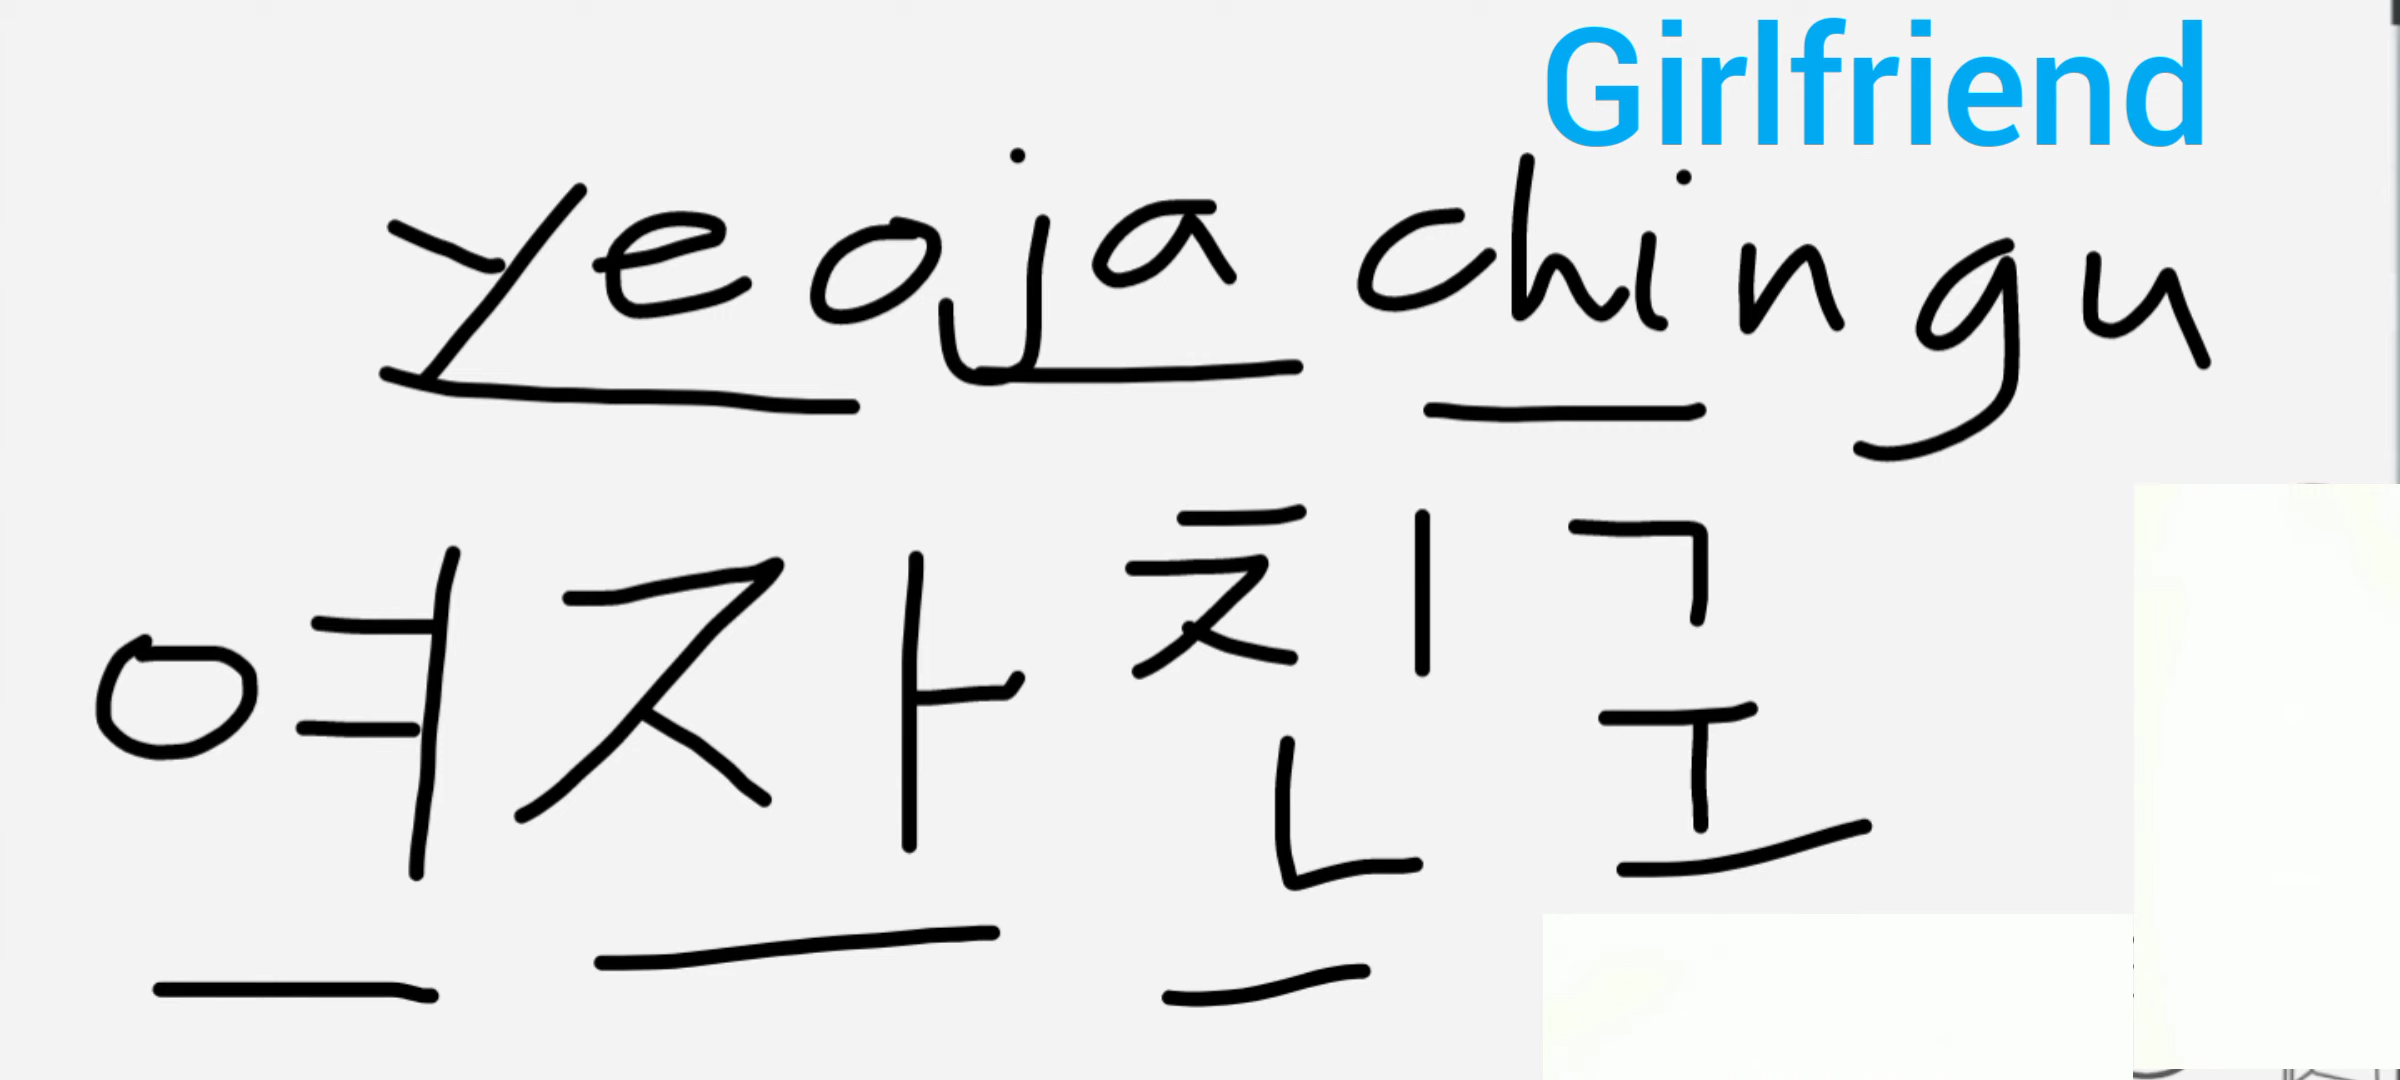 Girlfriend
Yeoja chingu
여자친구